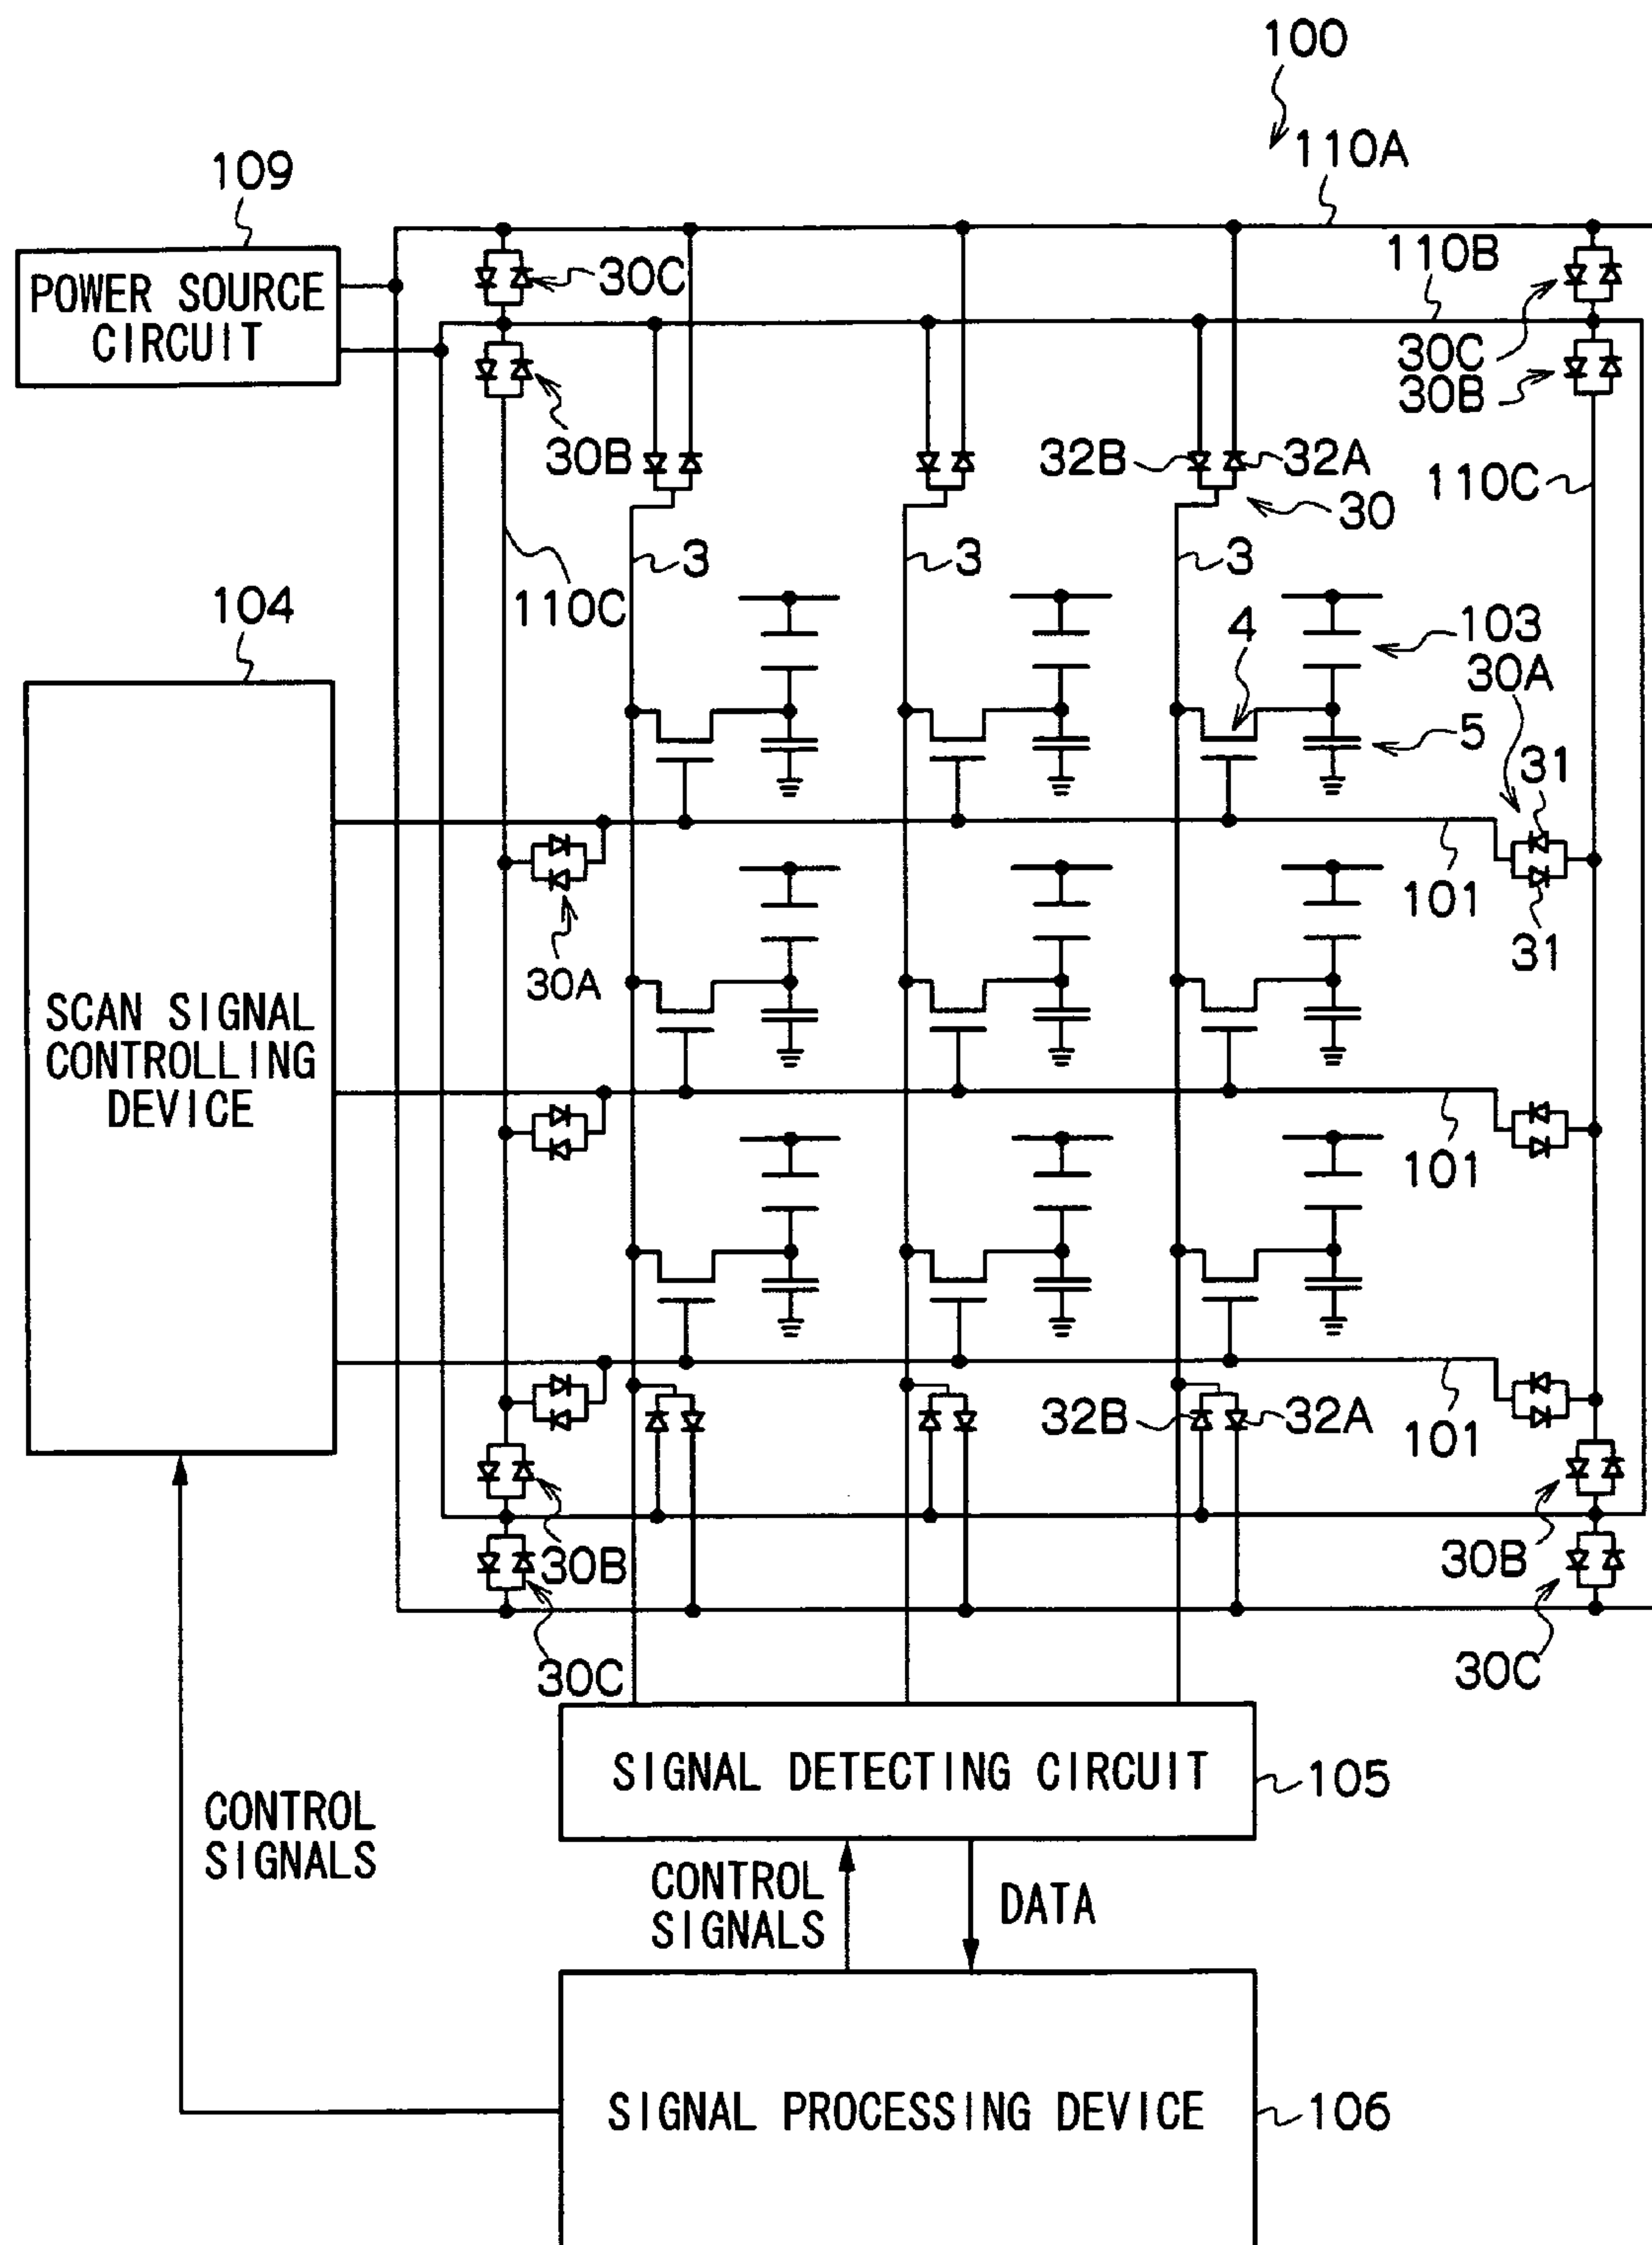 100
110A
109
POWER SOURCE
CIRCUIT
30C
110B
30C
30B
30B
32B
32A
110C
30
3
3
3
110C
104
4
103
30A
5
31
101
31
30A
SCAN SIGNAL
CONTROLLING
DEVICE
101
32B
32A
101
30B
30B
30C
30C
SIGNAL DETECTING CIRCUIT
105
CONTROL
SIGNALS
CONTROL
SIGNALS
DATA
SIGNAL PROCESSING DEVICE
106